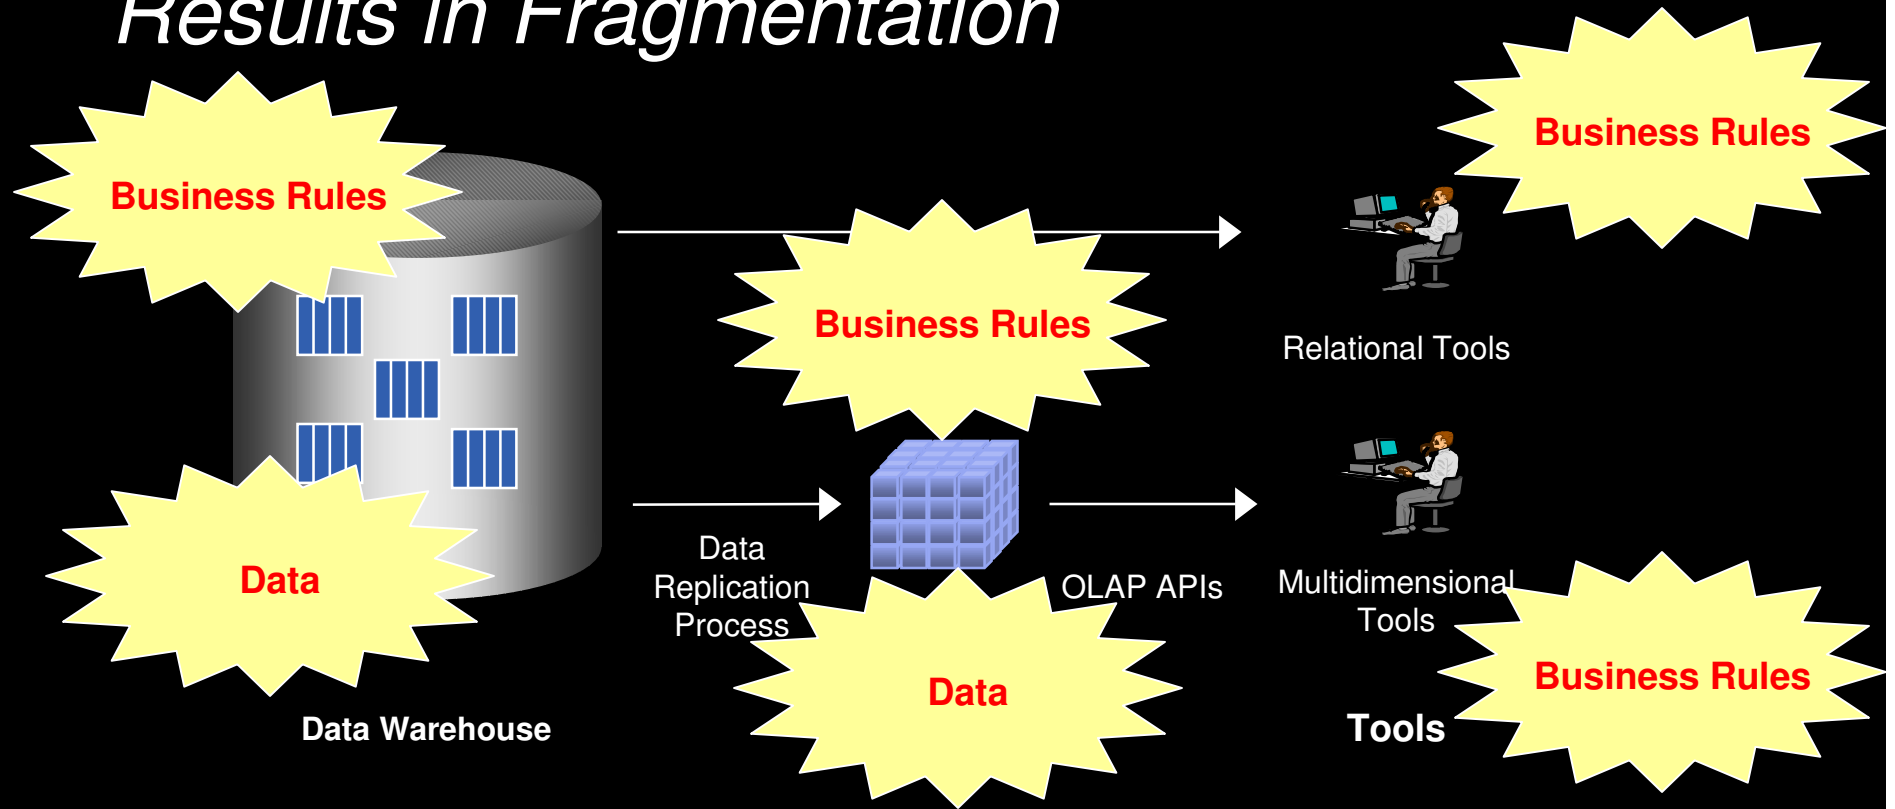 Results in Fragmentation
Business Rules
Business Rules
Business Rules
Relational Tools
Data
Data
Replication
Process
OLAP APIs
Multidimensional
Tools
Data
Business Rules
Data Warehouse
Tools